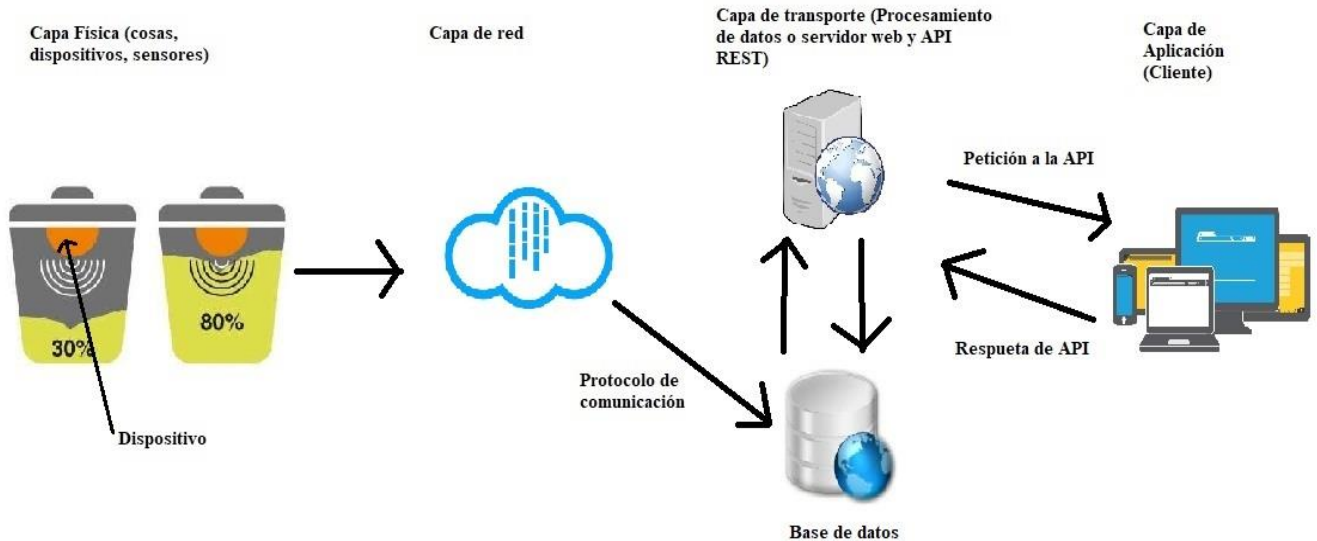 Capa Física (cosas,
dispositivos, sensores)
Capa de red
Capa de transporte (Procesamiento
de datos o servidor web y API
REST)
Capa de
Aplicación
(Cliente)
Petición a la API
30%
80%
Respueta de API
Protocolo de
comunicación
Dispositivo
Base de datos